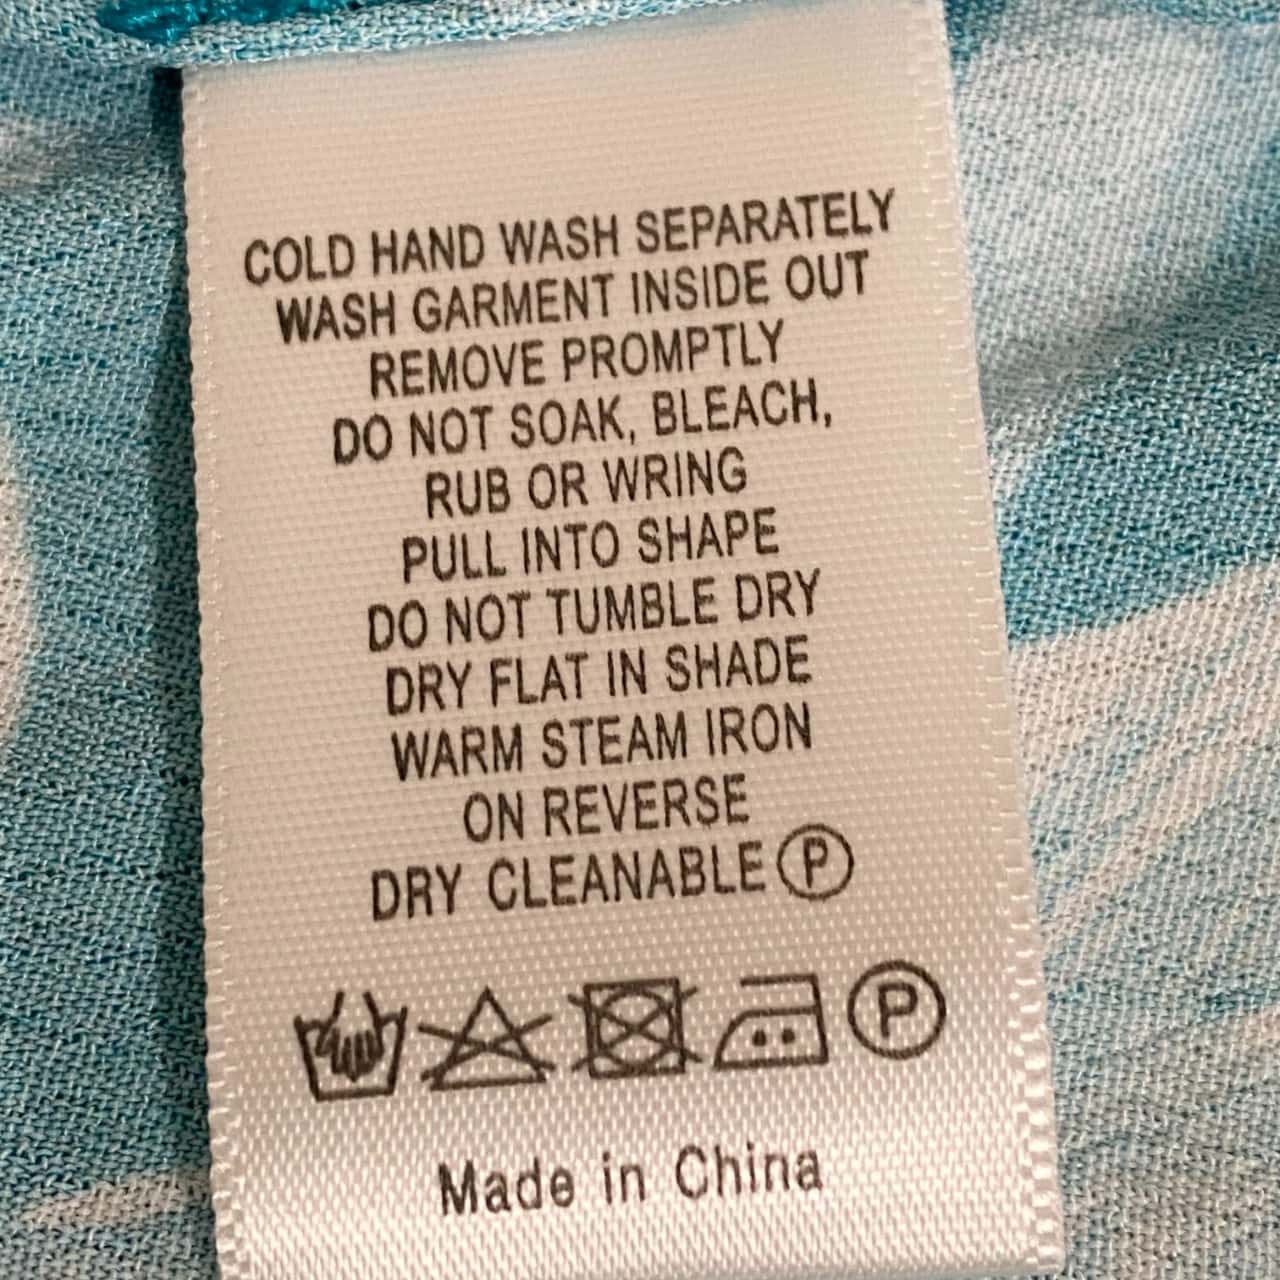 COLD HAND WASH SEPARATELY
WASH GARMENT INSIDE OUT
REMOVE PROMPTLY
DO NOT SOAK, BLEACH,
RUB OR WRING
PULL INTO SHAPE
DO NOT TUMBLE DRY
DRY FLAT IN SHADE
WARM STEAM IRON
ON REVERSE
DRY CLEANABLE Ⓟ
Ⓟ
Made in China